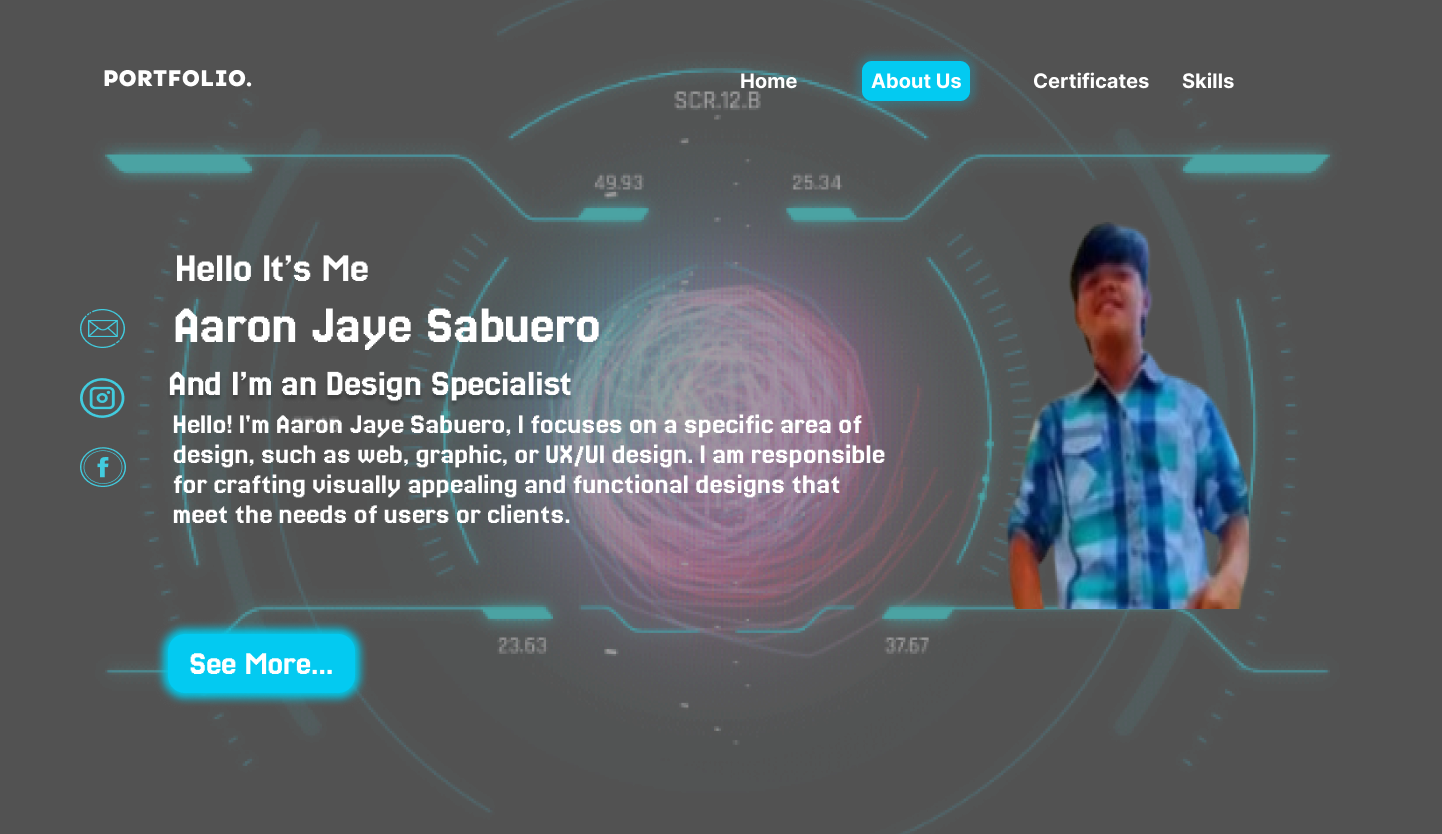 PORTFOLIO.
Home
About Us
Certificates
Skills
SCR.12.B
49.93
25.34
Hello It's Me
Aaron Jaye Sabuero
And I'm an Design Specialist
Hello! I'm Aaron Jaye Sabuero, I focuses on a specific area of
design, such as web, graphic, or UX/UI design. I am responsible
for crafting visually appealing and functional designs that
meet the needs of users or clients.
23.63
37.67
See More...